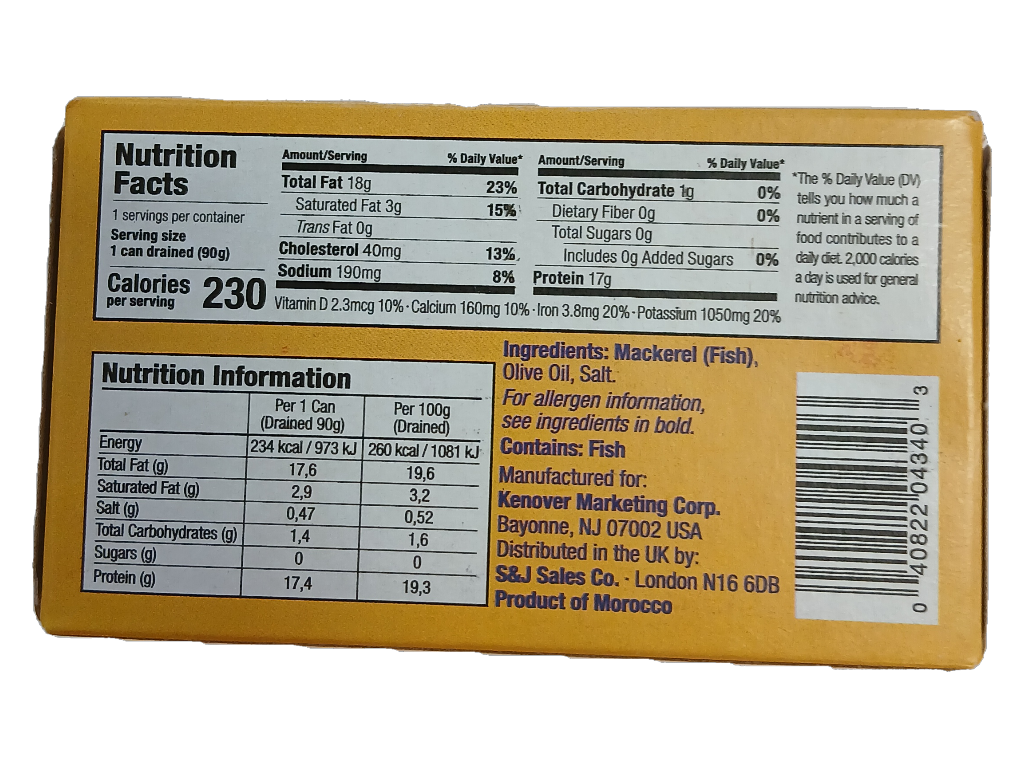 Nutrition
Facts
1 servings per container
Serving size
1 can drained (90g)
Calories
per serving
230
Amount/Serving % Daily Value*
Total Fat 18g 23%
Saturated Fat 3g 15%
Trans Fat 0g
Cholesterol 40mg 13%
Sodium 190mg 8%
Amount/Serving % Daily Value*
Total Carbohydrate 1g 0%
Dietary Fiber 0g 0%
Total Sugars 0g
Includes 0g Added Sugars 0%
Protein 17g
Vitamin D 2.3mcg 10% · Calcium 160mg 10% · Iron 3.8mg 20% · Potassium 1050mg 20%
*The % Daily Value (DV)
tells you how much a
nutrient in a serving of
food contributes to a
daily diet. 2,000 calories
a day is used for general
nutrition advice.
Nutrition Information
Per 1 Can Per 100g
(Drained 90g) (Drained)
Energy 234 kcal / 973 kJ 260 kcal / 1081 kJ
Total Fat (g) 17,6 19,6
Saturated Fat (g) 2,9 3,2
Salt (g) 0,47 0,52
Total Carbohydrates (g) 1,4 1,6
Sugars (g) 0 0
Protein (g) 17,4 19,3
Ingredients: Mackerel (Fish),
Olive Oil, Salt.
For allergen information,
see ingredients in bold.
Contains: Fish
Manufactured for:
Kenover Marketing Corp.
Bayonne, NJ 07002 USA
Distributed in the UK by:
S&J Sales Co. · London N16 6DB
Product of Morocco
0 40822 04340 3